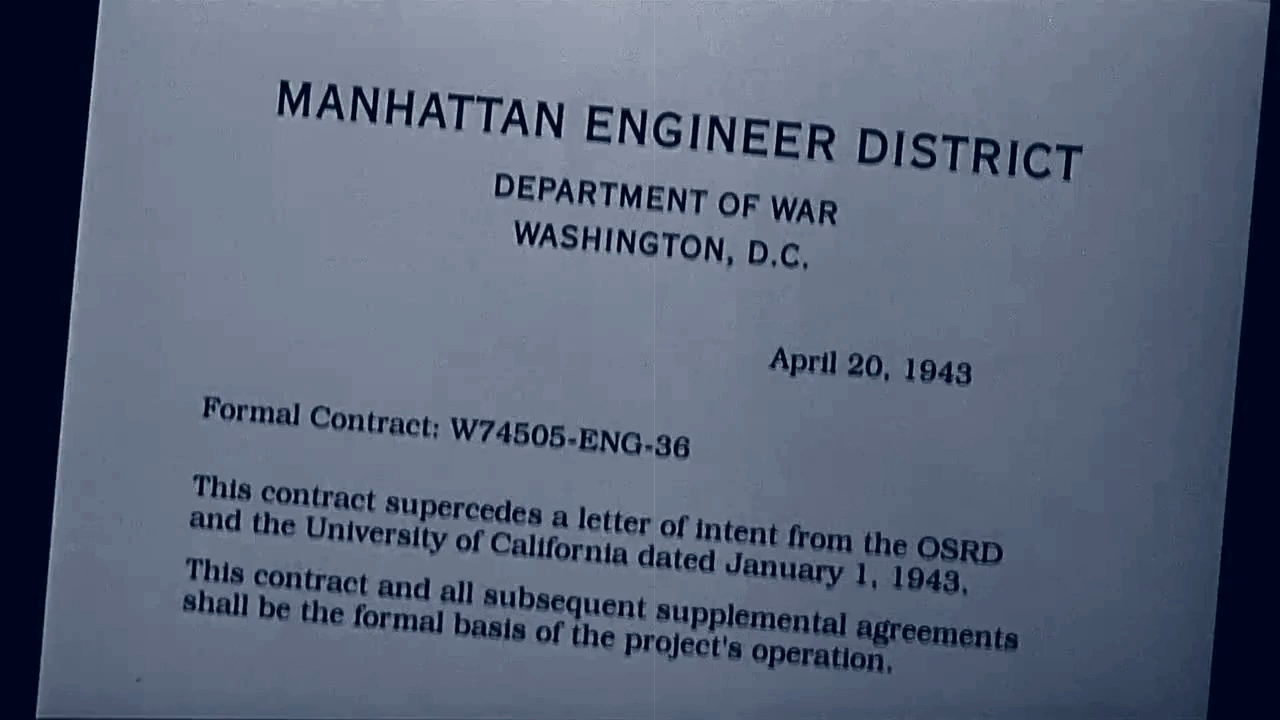 MANHATTAN ENGINEER DISTRICT
DEPARTMENT OF WAR
WASHINGTON, D.C.
April 20, 1943
Formal Contract: W74505-ENG-36
This contract supercedes a letter of intent from the OSRD
and the University of California dated January 1, 1943.
This contract and all subsequent supplemental agreements
shall be the formal basis of the project's operation.